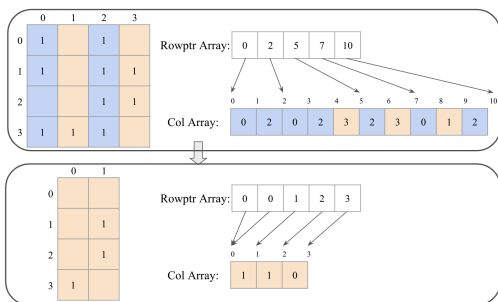 0 1 2 3
0 1 1
1 1 1 1
2 1 1
3 1 1 1
Rowptr Array: 0 2 5 7 10
0 1 2 3 4 5 6 7 8 9 10
Col Array: 0 2 0 2 3 2 3 0 1 2
0 1
0
1 1
2 1
3 1
Rowptr Array: 0 0 1 2 3
0 1 2 3
Col Array: 1 1 0